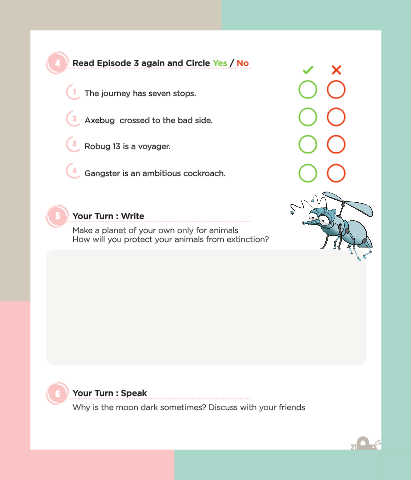 4 Read Episode 3 again and Circle Yes / No
1 The journey has seven stops.
2 Axebug crossed to the bad side.
3 Robug 13 is a voyager.
4 Gangster is an ambitious cockroach.
5 Your Turn : Write
Make a planet of your own only for animals
How will you protect your animals from extinction?
6 Your Turn : Speak
Why is the moon dark sometimes? Discuss with your friends